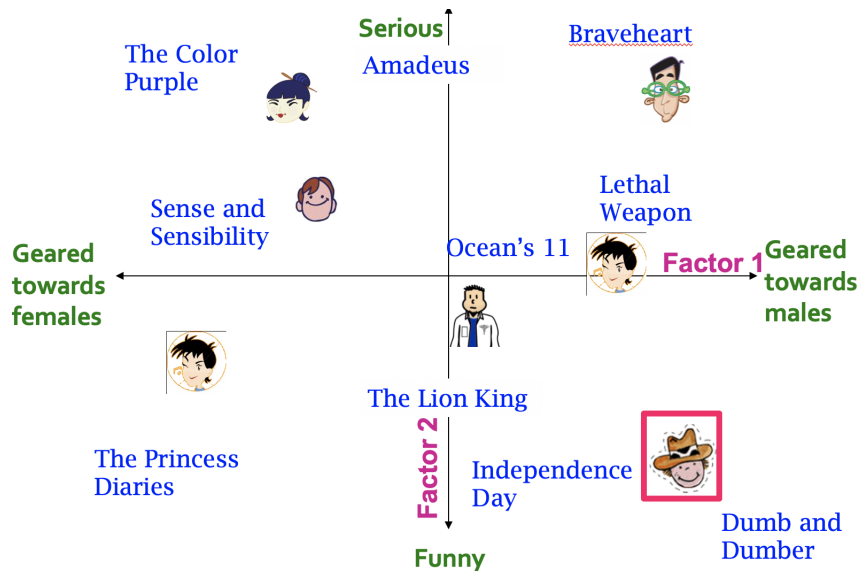 Serious
Braveheart
The Color
Purple
Amadeus
Lethal
Weapon
Sense and
Sensibility
Ocean's 11
Geared
towards
females
Factor 1
Geared
towards
males
The Lion King
Factor 2
The Princess
Diaries
Independence
Day
Dumb and
Dumber
Funny